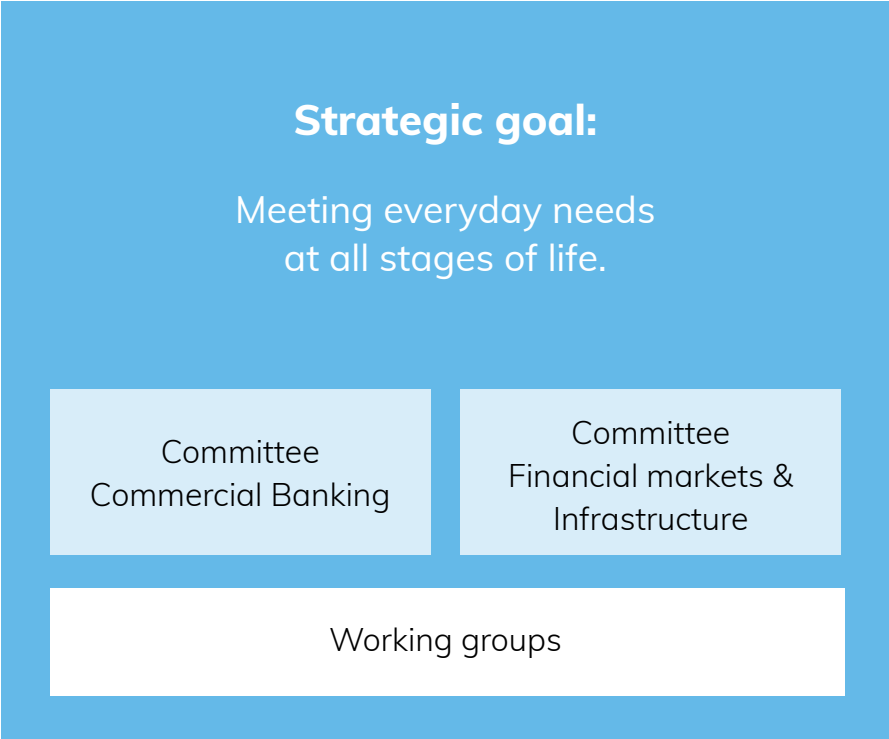 Strategic goal:
Meeting everyday needs
at all stages of life.
Committee
Commercial Banking
Committee
Financial markets &
Infrastructure
Working groups